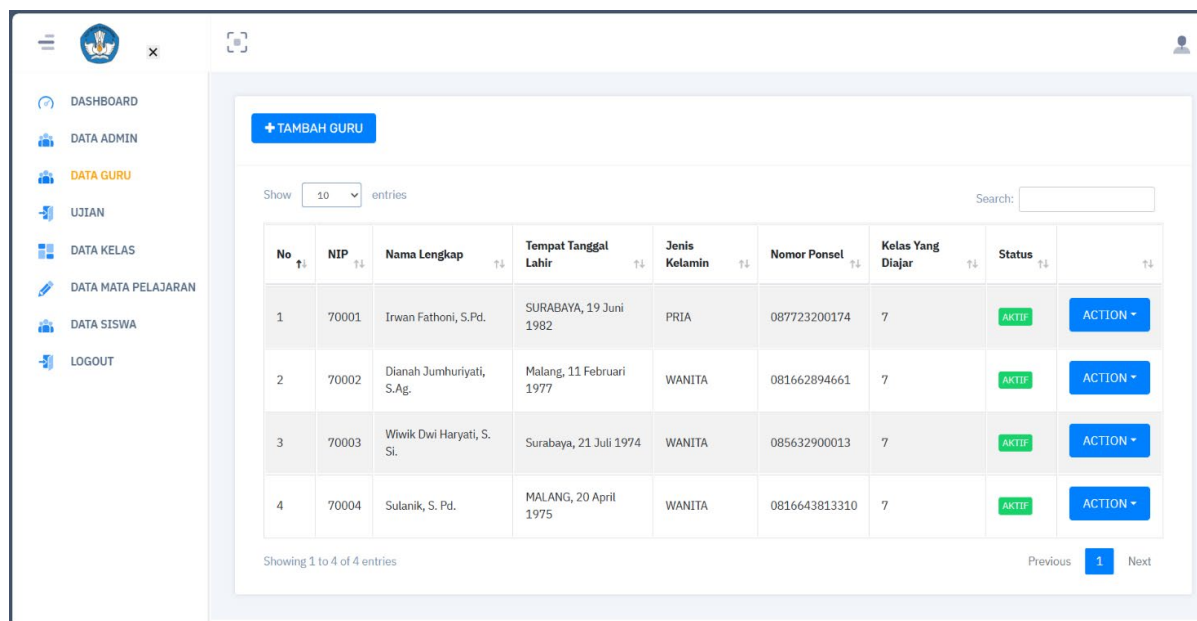 DASHBOARD
DATA ADMIN
DATA GURU
UJIAN
DATA KELAS
DATA MATA PELAJARAN
DATA SISWA
LOGOUT
+ TAMBAH GURU
Show 10 entries
Search:
No NIP Nama Lengkap Tempat Tanggal Lahir Jenis Kelamin Nomor Ponsel Kelas Yang Diajar Status
1 70001 Irwan Fathoni, S.Pd. SURABAYA, 19 Juni 1982 PRIA 087723200174 7 AKTIF ACTION
2 70002 Dianah Jumhuriyati, S.Ag. Malang, 11 Februari 1977 WANITA 081662894661 7 AKTIF ACTION
3 70003 Wiwik Dwi Haryati, S. Si. Surabaya, 21 Juli 1974 WANITA 085632900013 7 AKTIF ACTION
4 70004 Sulanik, S. Pd. MALANG, 20 April 1975 WANITA 0816643813310 7 AKTIF ACTION
Showing 1 to 4 of 4 entries
Previous 1 Next